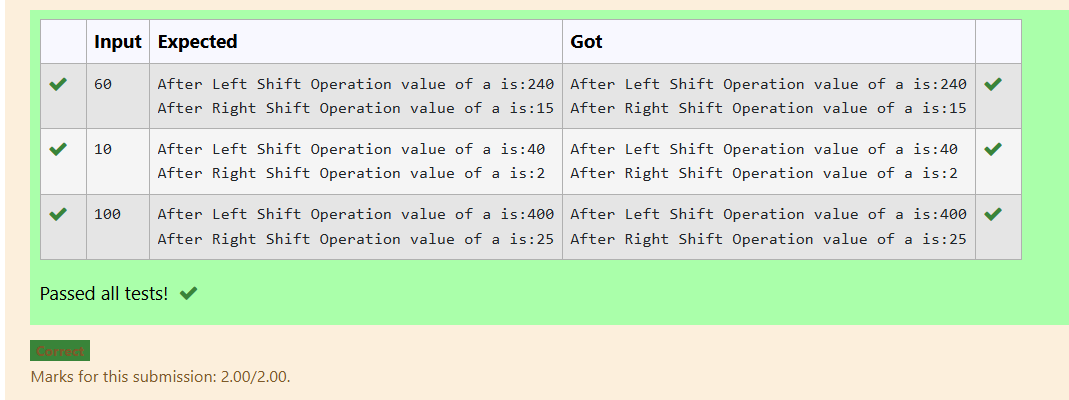 Input Expected Got
60 After Left Shift Operation value of a is:240 After Left Shift Operation value of a is:240
After Right Shift Operation value of a is:15 After Right Shift Operation value of a is:15
10 After Left Shift Operation value of a is:40 After Left Shift Operation value of a is:40
After Right Shift Operation value of a is:2 After Right Shift Operation value of a is:2
100 After Left Shift Operation value of a is:400 After Left Shift Operation value of a is:400
After Right Shift Operation value of a is:25 After Right Shift Operation value of a is:25
Passed all tests!
Correct
Marks for this submission: 2.00/2.00.